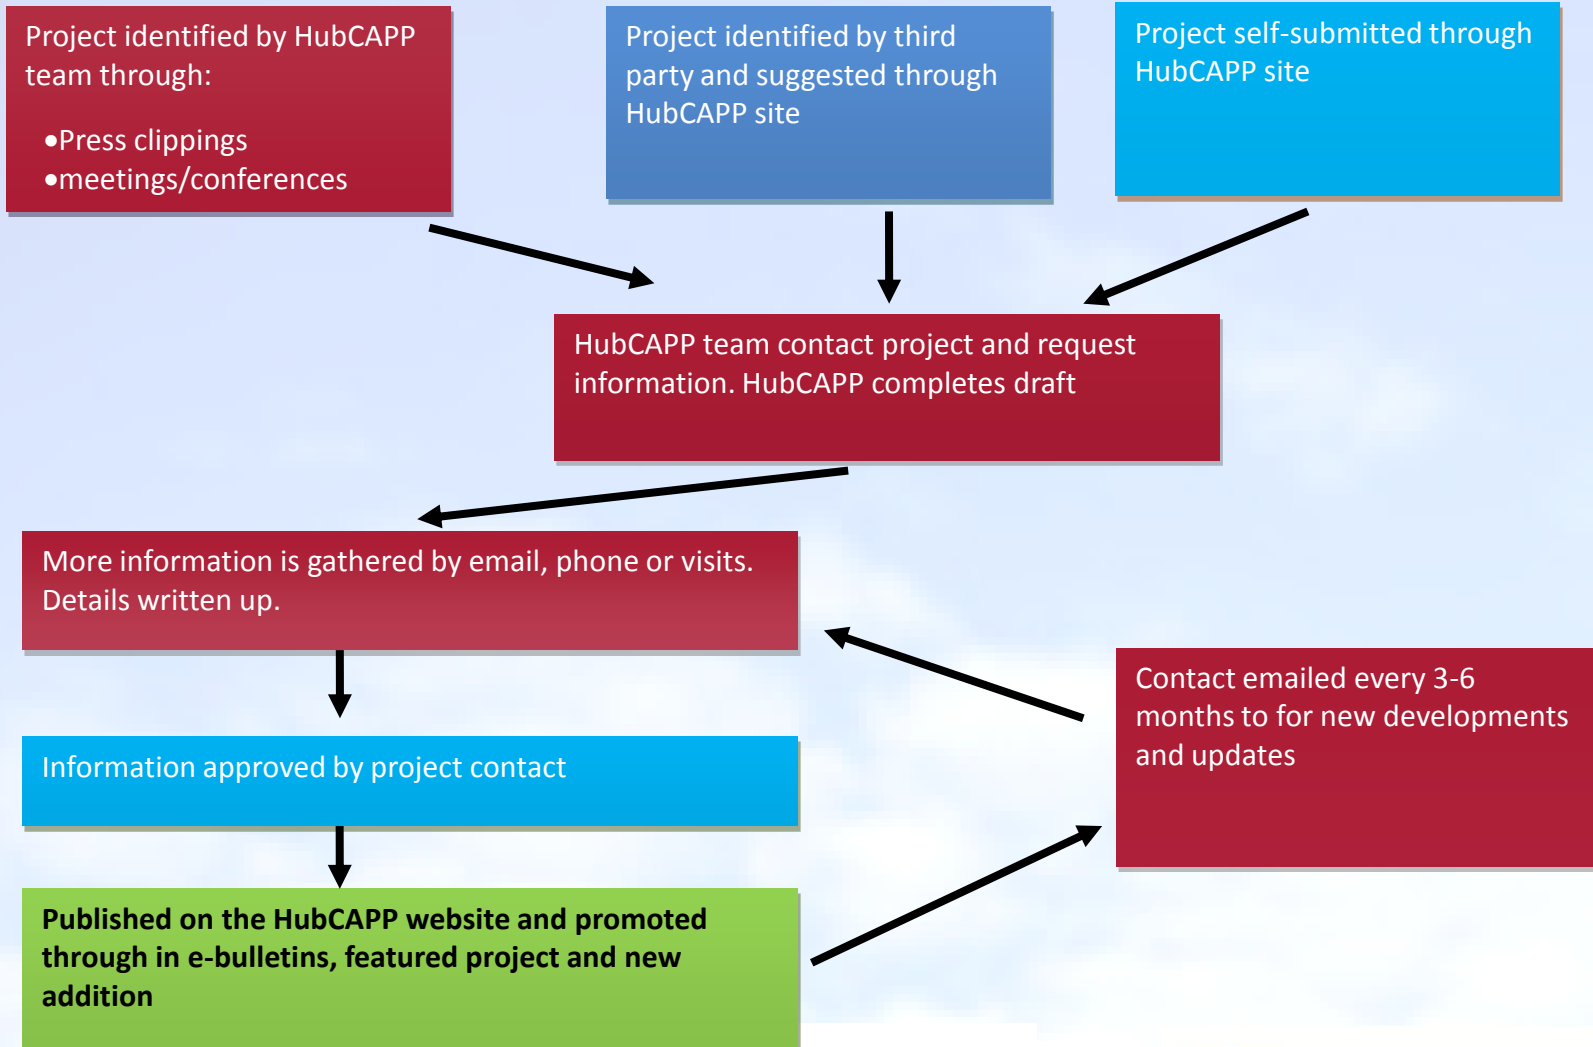 Project identified by HubCAPP
team through:
•Press clippings
•meetings/conferences
Project identified by third
party and suggested through
HubCAPP site
Project self-submitted through
HubCAPP site
HubCAPP team contact project and request
information. HubCAPP completes draft
More information is gathered by email, phone or visits.
Details written up.
Information approved by project contact
Published on the HubCAPP website and promoted
through in e-bulletins, featured project and new
addition
Contact emailed every 3-6
months to for new developments
and updates